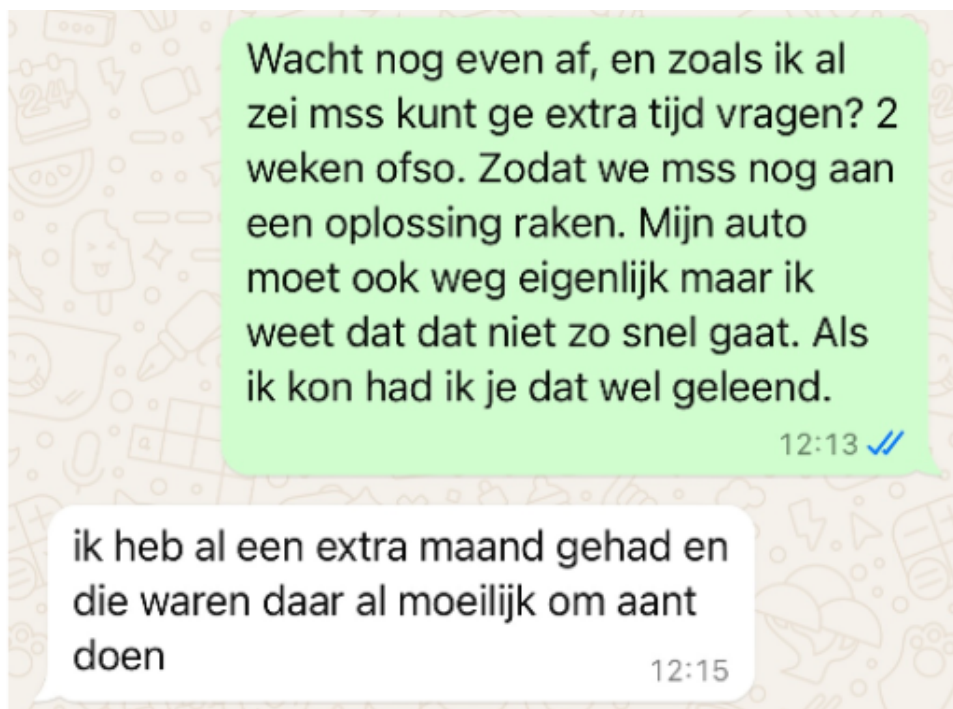 Wacht nog even af, en zoals ik al
zei mss kunt ge extra tijd vragen? 2
weken ofso. Zodat we mss nog aan
een oplossing raken. Mijn auto
moet ook weg eigenlijk maar ik
weet dat dat niet zo snel gaat. Als
ik kon had ik je dat wel geleend.
12:13
ik heb al een extra maand gehad en
die waren daar al moeilijk om aant
doen
12:15